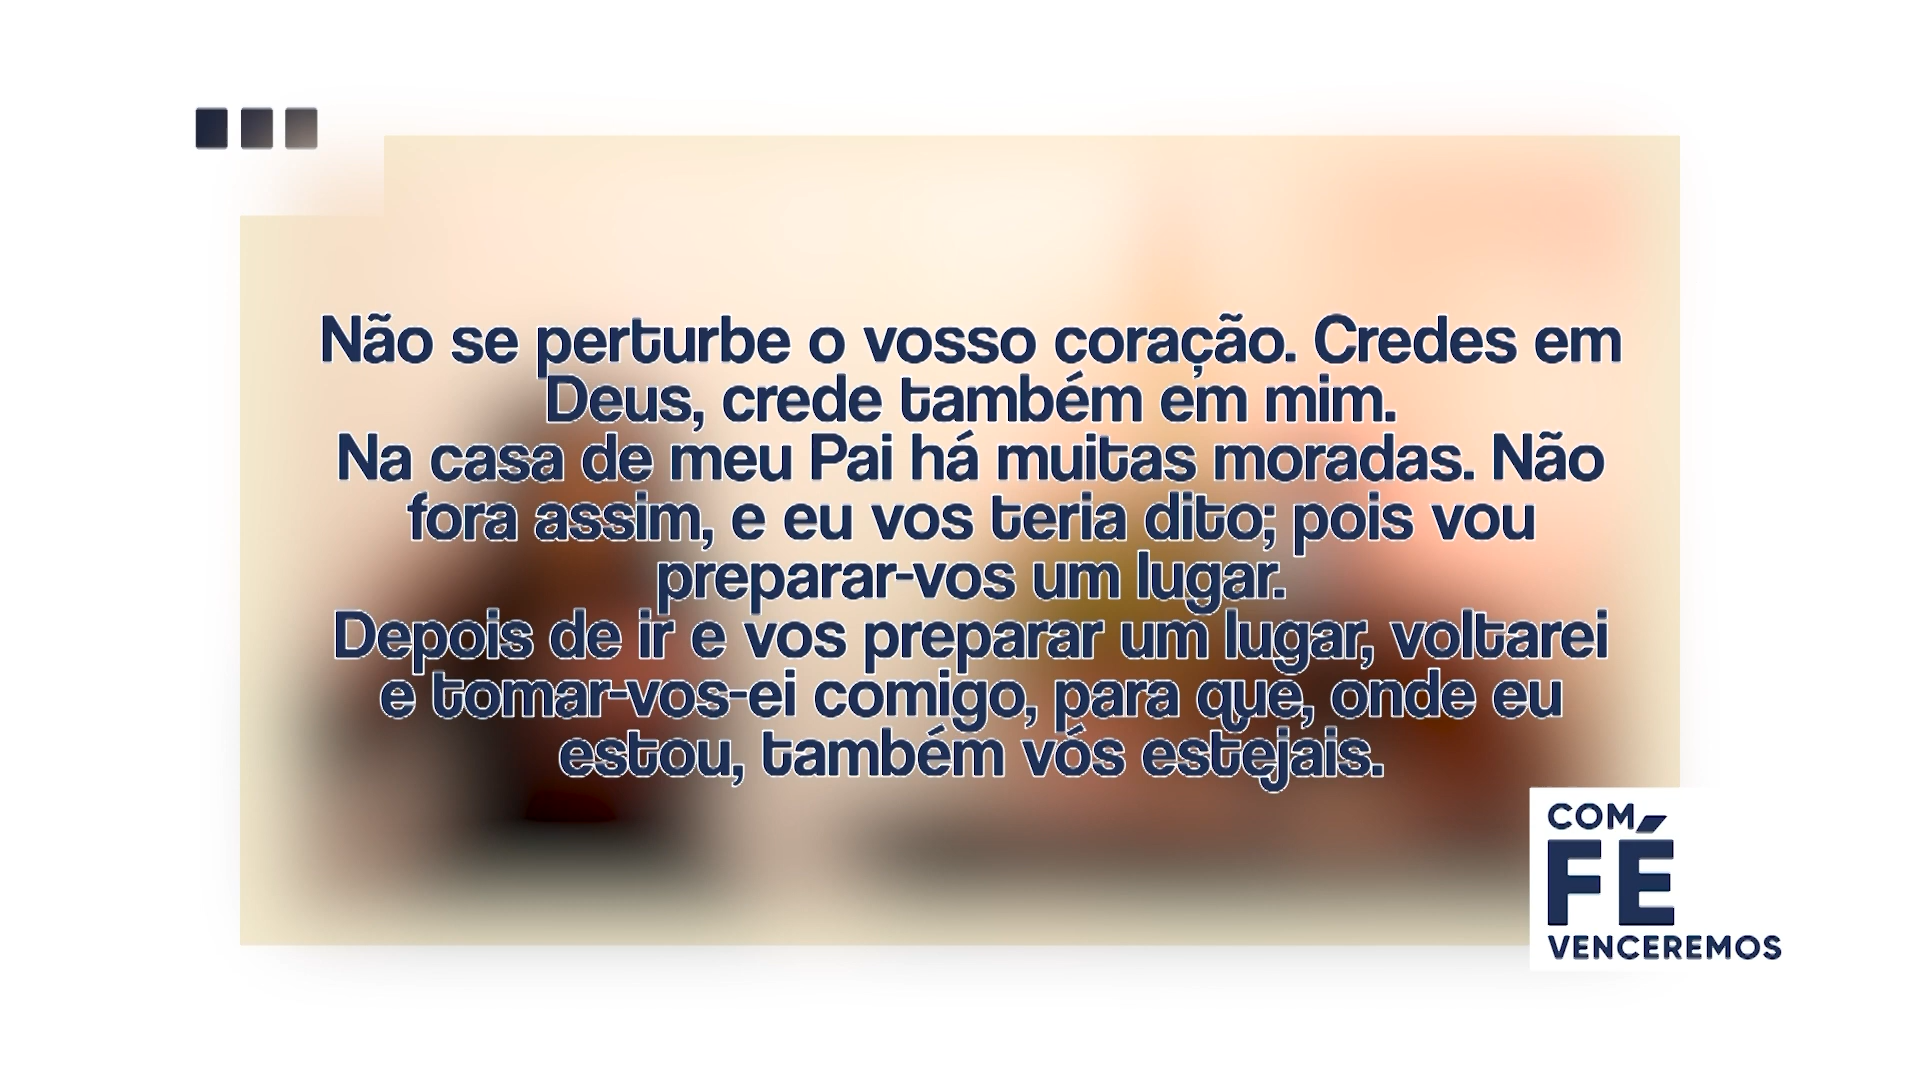 Não se perturbe o vosso coração. Credes em
Deus, crede também em mim.
Na casa de meu Pai há muitas moradas. Não
fora assim, e eu vos teria dito; pois vou
preparar-vos um lugar.
Depois de ir e vos preparar um lugar, voltarei
e tomar-vos-ei comigo, para que, onde eu
estou, também vós estejais.
COM
FÉ
VENCEREMOS